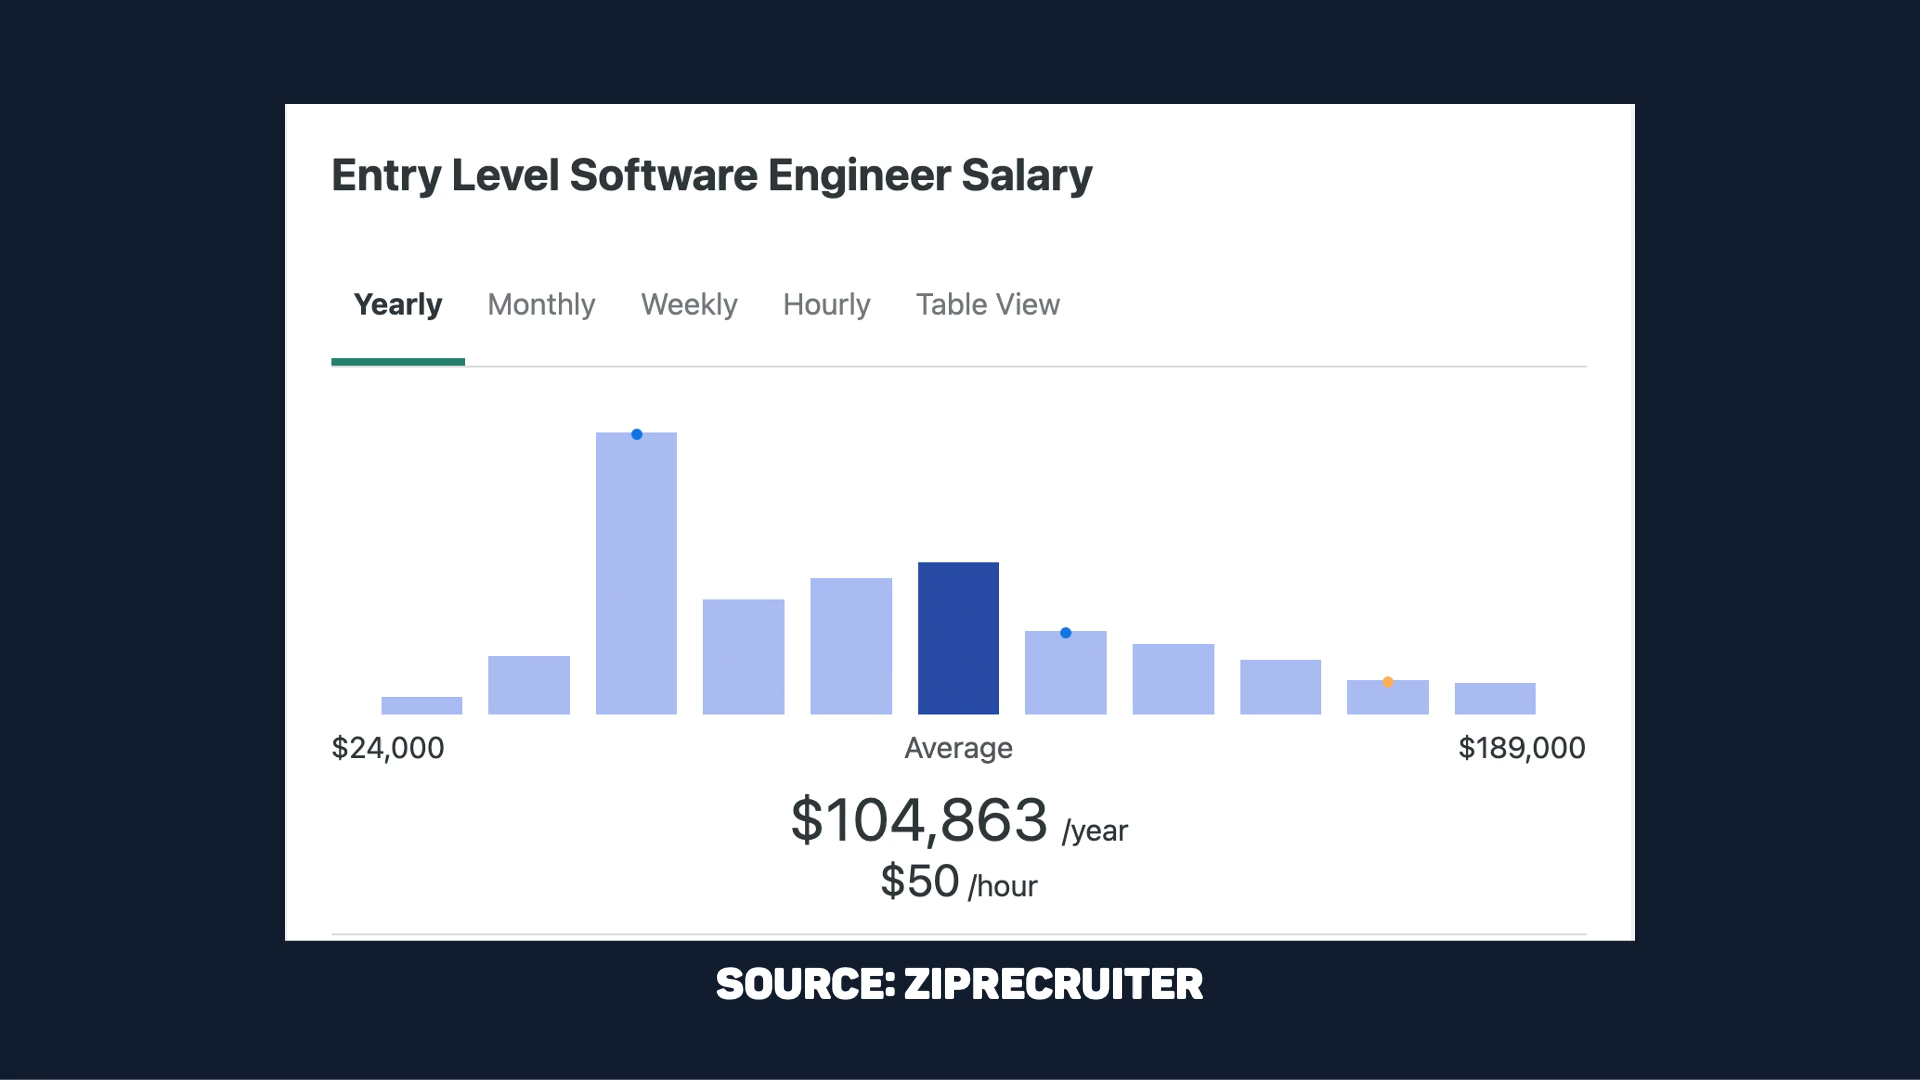 Entry Level Software Engineer Salary
Yearly Monthly Weekly Hourly Table View
$24,000 Average $189,000
$104,863 /year
$50 /hour
SOURCE: ZIPRECRUITER